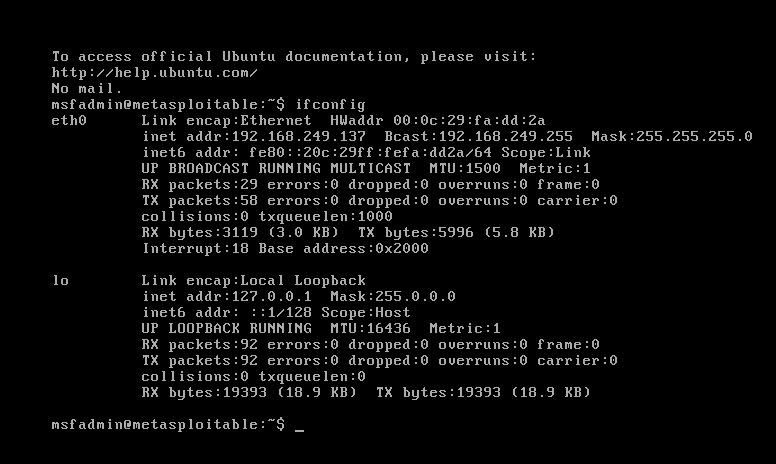 To access official Ubuntu documentation, please visit:
http://help.ubuntu.com/
No mail.
msfadmin@metasploitable:~$ ifconfig
eth0      Link encap:Ethernet  HWaddr 00:0c:29:fa:dd:2a
          inet addr:192.168.249.137  Bcast:192.168.249.255  Mask:255.255.255.0
          inet6 addr: fe80::20c:29ff:fefa:dd2a/64 Scope:Link
          UP BROADCAST RUNNING MULTICAST  MTU:1500  Metric:1
          RX packets:29 errors:0 dropped:0 overruns:0 frame:0
          TX packets:58 errors:0 dropped:0 overruns:0 carrier:0
          collisions:0 txqueuelen:1000
          RX bytes:3119 (3.0 KB)  TX bytes:5996 (5.8 KB)
          Interrupt:18 Base address:0x2000
lo        Link encap:Local Loopback
          inet addr:127.0.0.1  Mask:255.0.0.0
          inet6 addr: ::1/128 Scope:Host
          UP LOOPBACK RUNNING  MTU:16436  Metric:1
          RX packets:92 errors:0 dropped:0 overruns:0 frame:0
          TX packets:92 errors:0 dropped:0 overruns:0 carrier:0
          collisions:0 txqueuelen:0
          RX bytes:19393 (18.9 KB)  TX bytes:19393 (18.9 KB)
msfadmin@metasploitable:~$ _